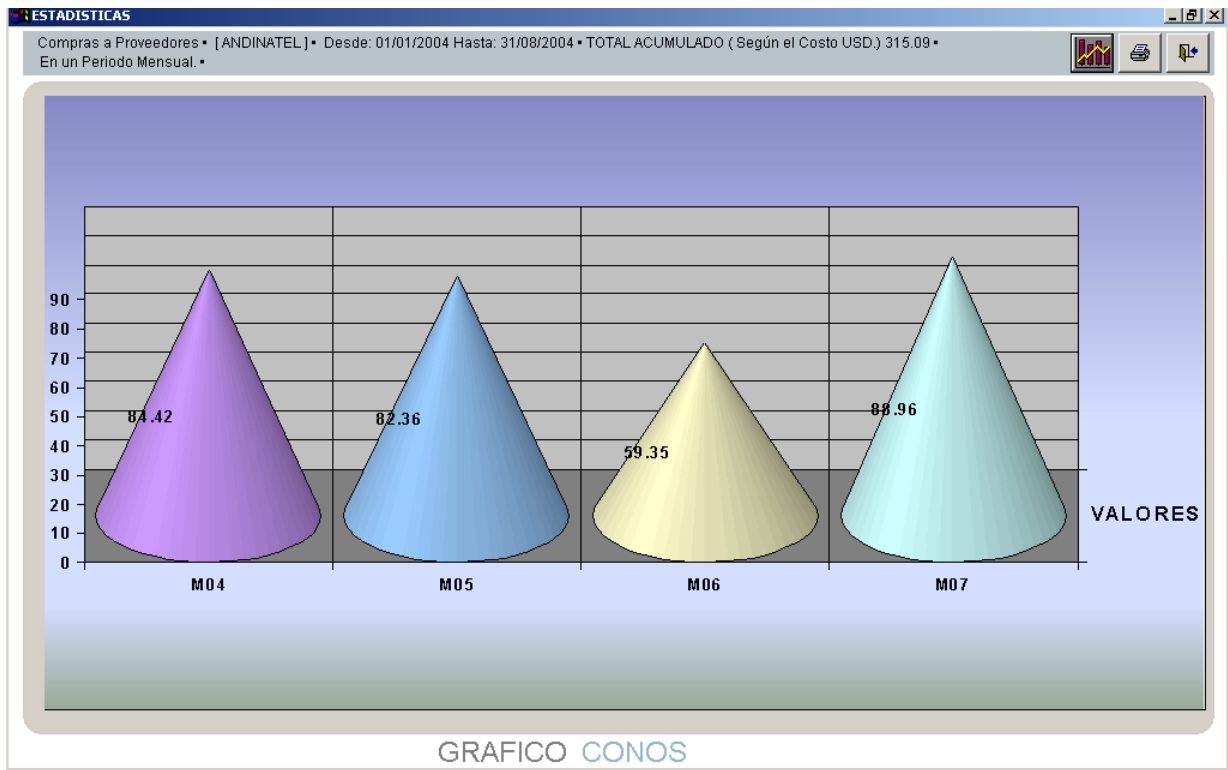 ESTADISTICAS
Compras a Proveedores ▪ [ ANDINATEL ] ▪ Desde: 01/01/2004 Hasta: 31/08/2004 ▪ TOTAL ACUMULADO ( Según el Costo USD.) 315.09 ▪
En un Periodo Mensual. ▪
90
80
70
60
50
40
30
20
10
0
84.42
82.36
59.35
88.96
VALORES
M04
M05
M06
M07
GRAFICO CONOS